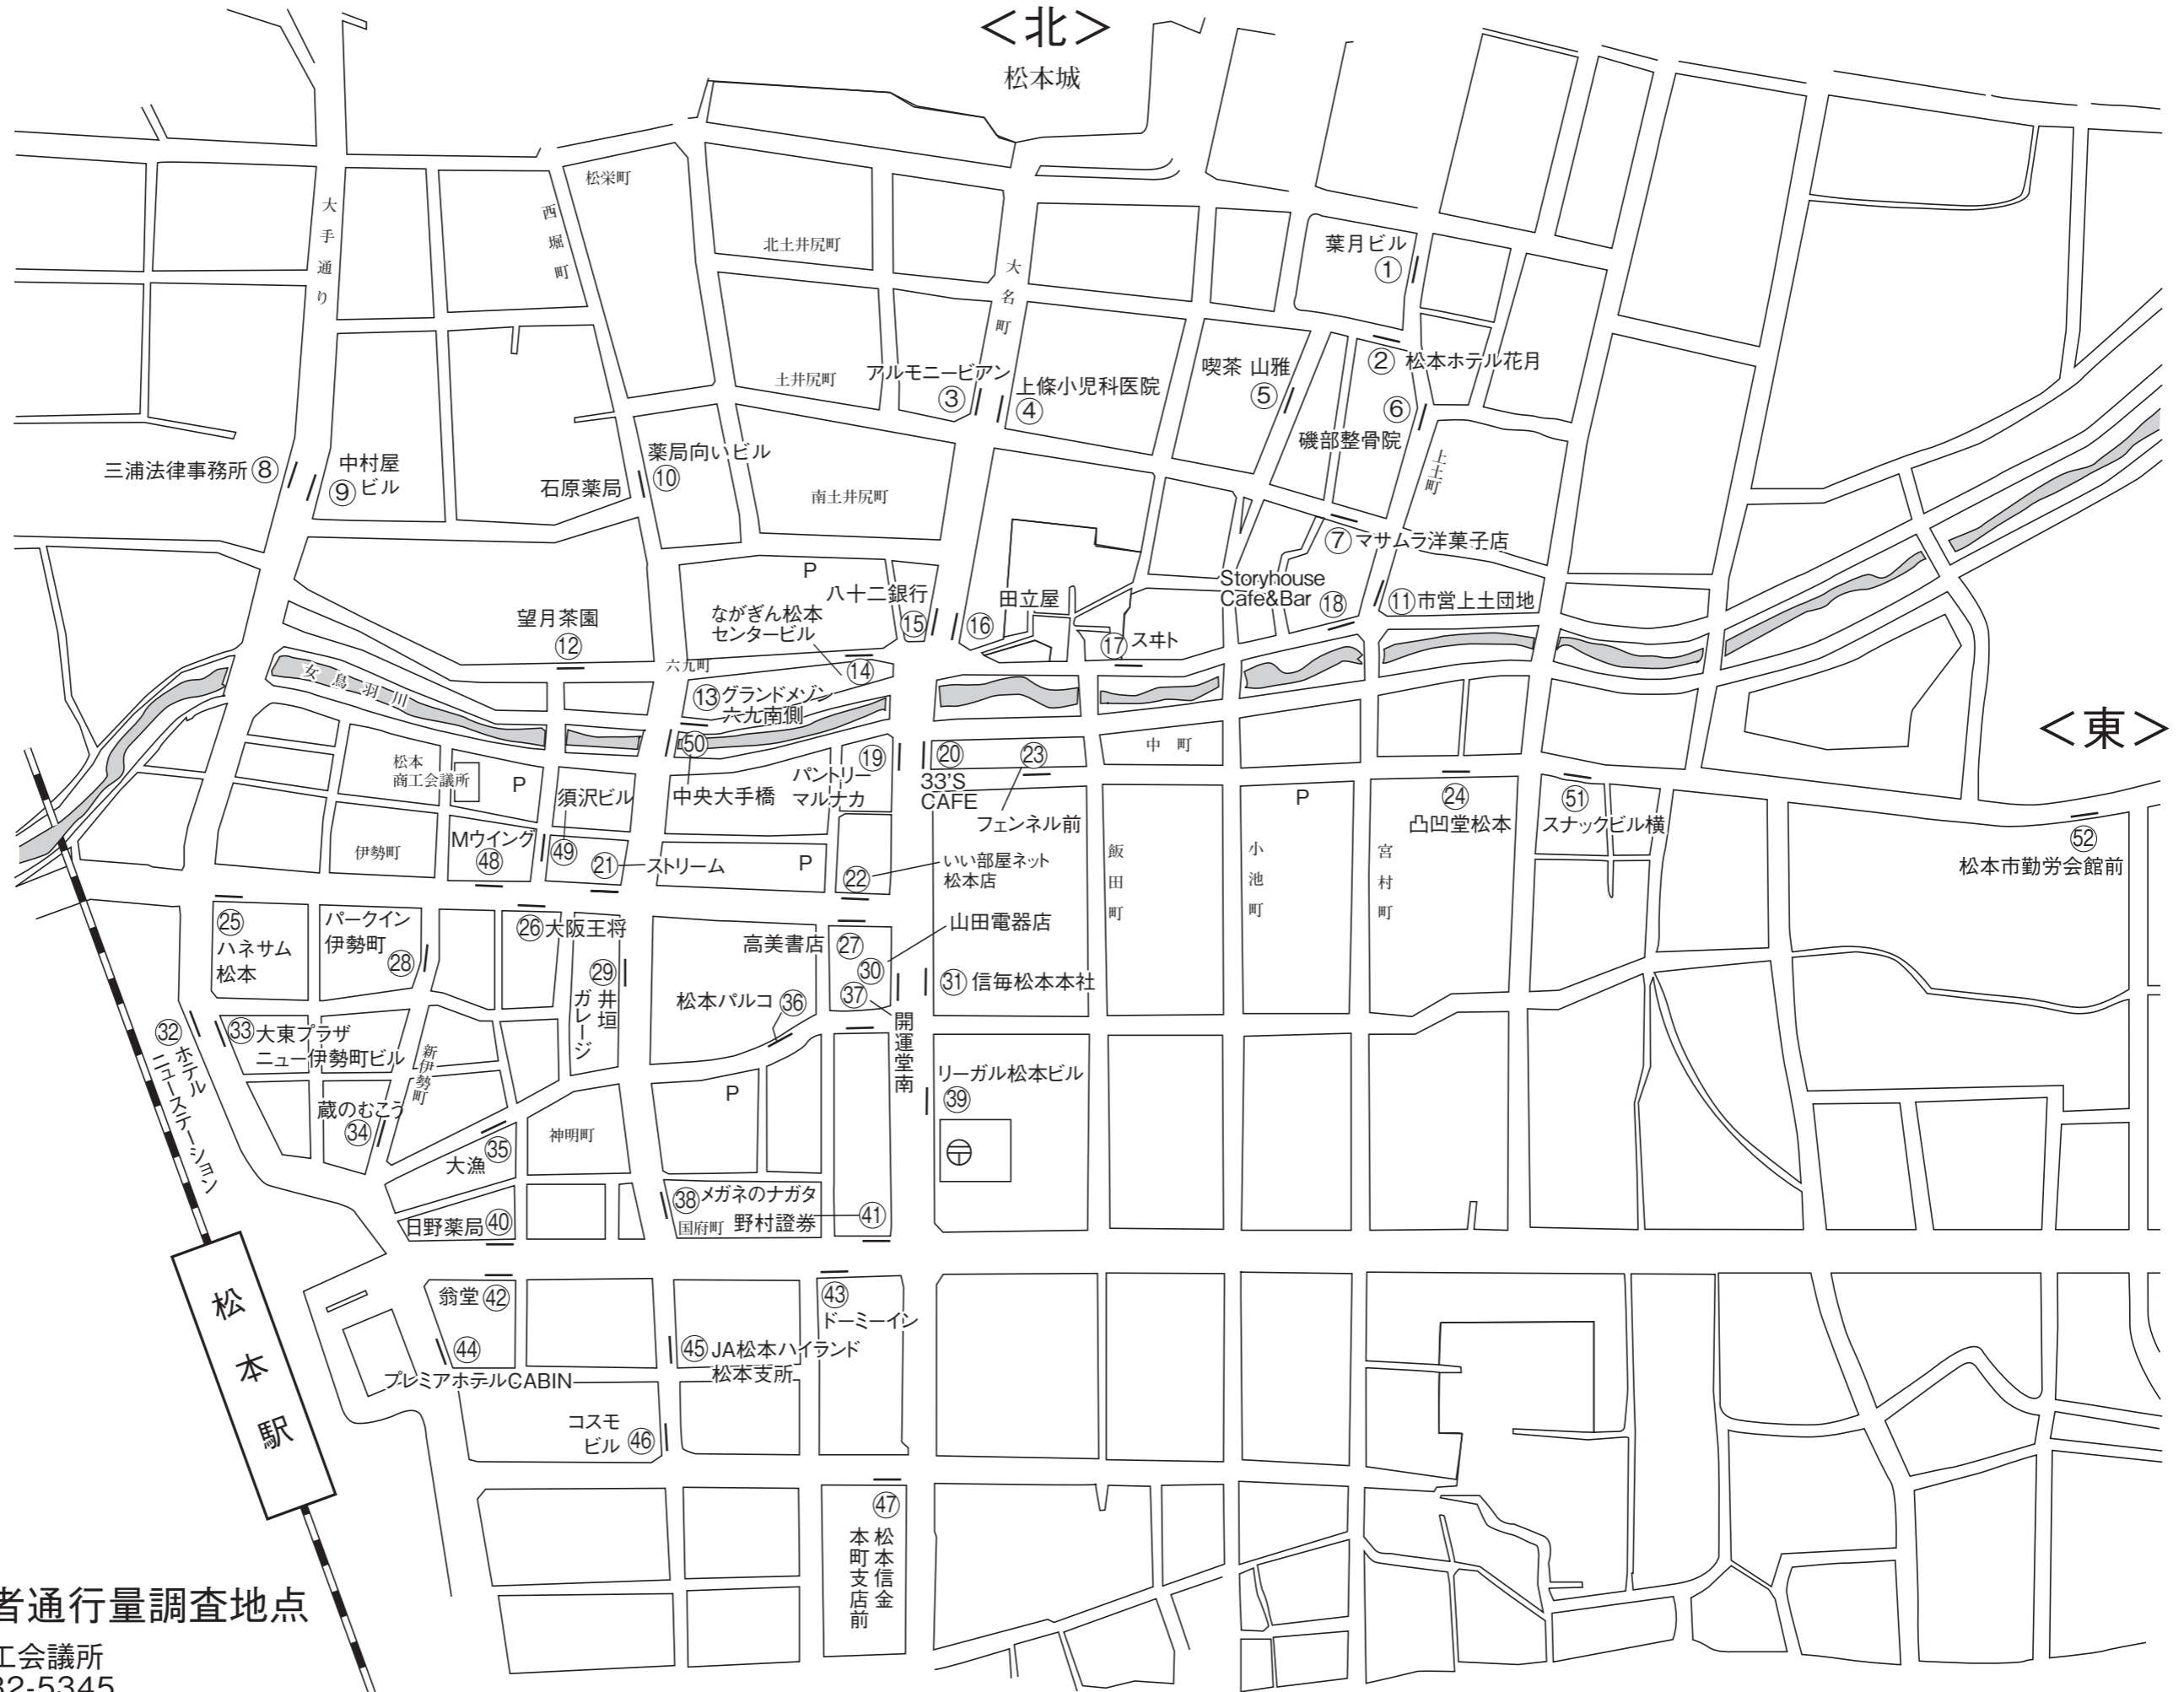 ＜北＞
松本城
松栄町
大手通り
西堀町
北土井尻町
大名町
葉月ビル
①
② 松本ホテル花月
土井尻町
アルモニービアン
③
上條小児科医院
④
喫茶 山雅
⑤
⑥
磯部整骨院
上土町
三浦法律事務所⑧
中村屋
⑨ビル
石原薬局
薬局向いビル
⑩
南土井尻町
⑦マサムラ洋菓子店
P
八十二銀行
⑮
ながぎん松本
センタービル
⑭
⑯
田立屋
Storyhouse
Cafe&Bar
⑱
⑪市営上土団地
⑰スヰト
望月茶園
⑫
六九町
⑬グランドメゾン
六九南側
女鳥羽川
㊿
中央大手橋
松本
商工会議所
P
須沢ビル
パントリー
マルナカ
⑲
⑳
33'S
CAFE
㉓
フェンネル前
中町
＜東＞
P
㉔
凸凹堂松本
㊿+1
スナックビル横
㊿+2
松本市勤労会館前
伊勢町
Mウイング
㊽
㊾
㉑
ストリーム
P
㉒
いい部屋ネット
松本店
飯田町
小池町
宮村町
㉕
ハネサム
松本
パークイン
伊勢町
㉘
㉖大阪王将
㉙井垣
ガレージ
高美書店
㉗
㉚
㊲
山田電器店
㉛信毎松本本社
松本パルコ
㊱
開運堂南
㉜ホテル
ニューステーション
㉝大東プラザ
ニュー伊勢町ビル
新伊勢町
蔵のむこう
㉞
P
リーガル松本ビル
㊴
〒
㉟
大漁
神明町
日野薬局㊵
㊳メガネのナガタ
国府町
野村證券
㊶
翁堂㊷
㊹
プレミアホテルCABIN
㊸
ドーミーイン
㊺JA松本ハイランド
松本支所
コスモ
ビル
㊻
㊼
松本信金
本町支店前
松本駅
者通行量調査地点
工会議所
32-5345